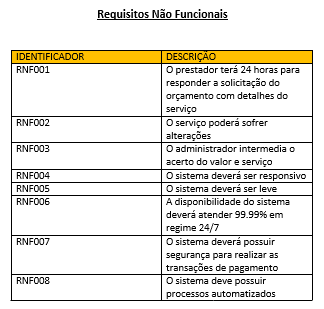 Requisitos Não Funcionais
IDENTIFICADOR DESCRIÇÃO
RNF001 O prestador terá 24 horas para
responder a solicitação do
orçamento com detalhes do
serviço
RNF002 O serviço poderá sofrer
alterações
RNF003 O administrador intermedia o
acerto do valor e serviço
RNF004 O sistema deverá ser responsivo
RNF005 O sistema deverá ser leve
RNF006 A disponibilidade do sistema
deverá atender 99.99% em
regime 24/7
RNF007 O sistema deverá possuir
segurança para realizar as
transações de pagamento
RNF008 O sistema deve possuir
processos automatizados